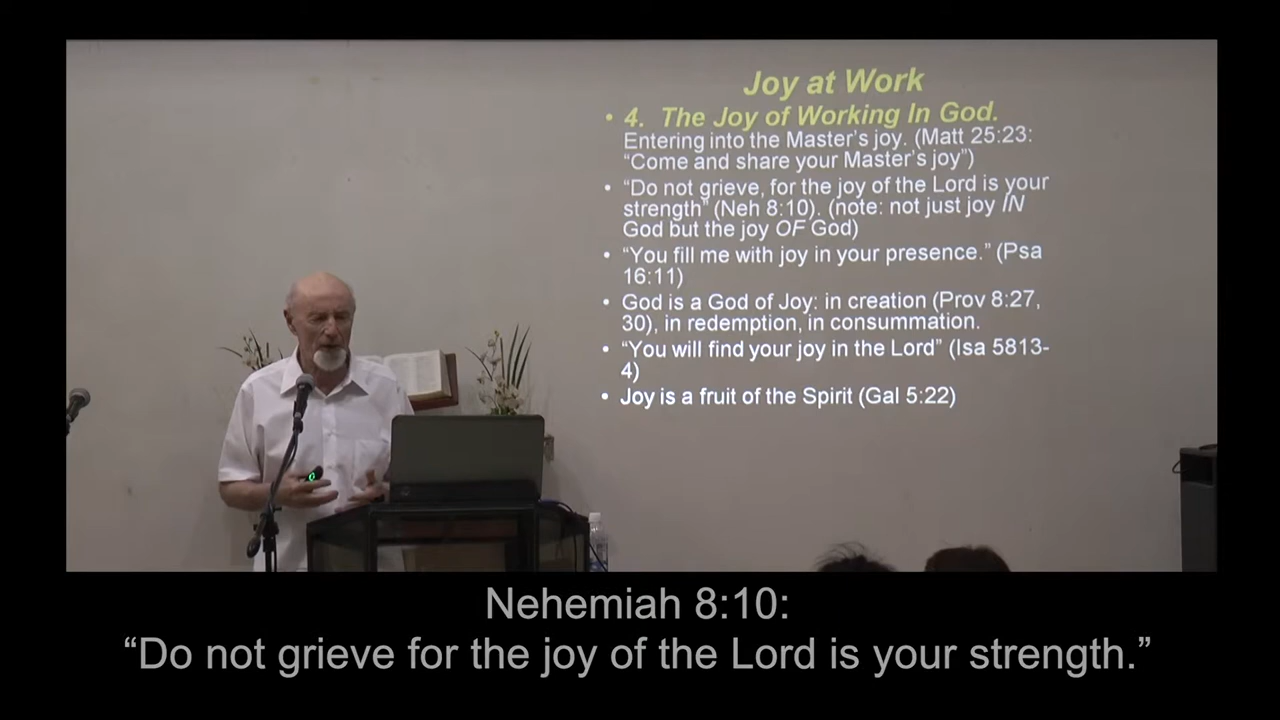 Joy at Work
• 4. The Joy of Working In God.
Entering into the Master's joy. (Matt 25:23:
“Come and share your Master's joy”)
• “Do not grieve, for the joy of the Lord is your
strength” (Neh 8:10). (note: not just joy IN
God but the joy OF God)
• “You fill me with joy in your presence.” (Psa
16:11)
• God is a God of Joy: in creation (Prov 8:27,
30), in redemption, in consummation.
• “You will find your joy in the Lord” (Isa 5813-
4)
• Joy is a fruit of the Spirit (Gal 5:22)
Nehemiah 8:10:
“Do not grieve for the joy of the Lord is your strength.”